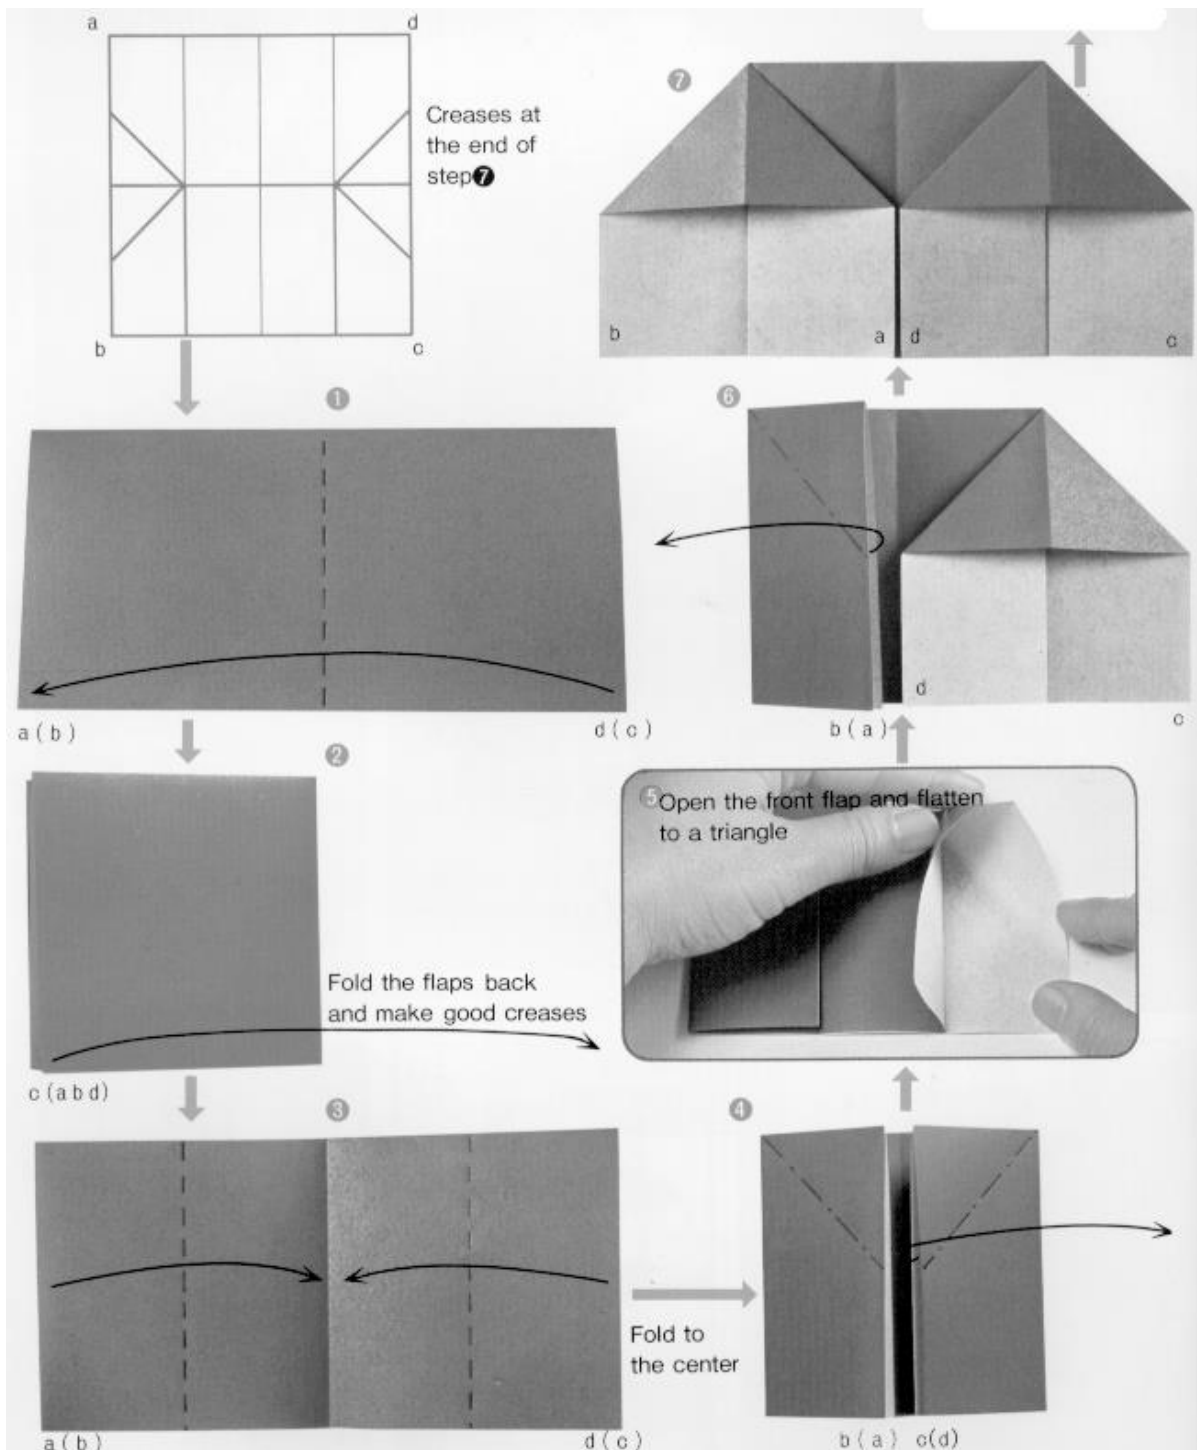 a
d
Creases at
the end of
step❼
b
c
❶
a(b)
d(c)
❷
Fold the flaps back
and make good creases
c(abd)
❸
a(b)
d(c)
Fold to
the center
❹
b(a) c(d)
❺Open the front flap and flatten
to a triangle
❻
d
b(a)
c
❼
b
a d
c